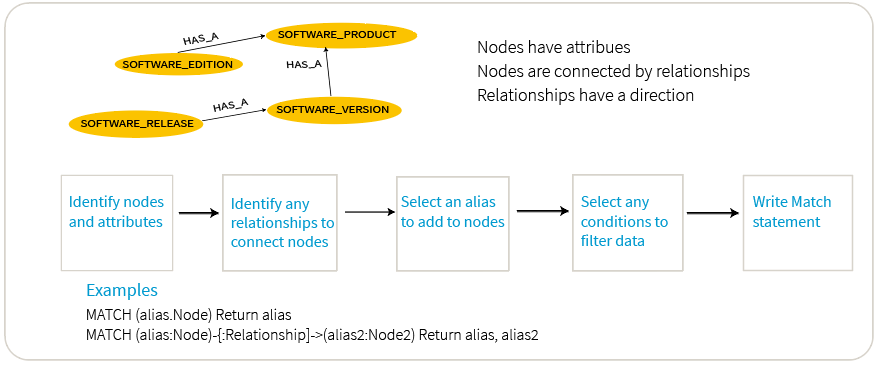 HAS_A
SOFTWARE_PRODUCT
SOFTWARE_EDITION
HAS_A
HAS_A
SOFTWARE_VERSION
SOFTWARE_RELEASE
Nodes have attribues
Nodes are connected by relationships
Relationships have a direction
Identify nodes
and attributes
Identify any
relationships to
connect nodes
Select an alias
to add to nodes
Select any
conditions to
filter data
Write Match
statement
Examples
MATCH (alias.Node) Return alias
MATCH (alias:Node)-{:Relationship]->(alias2:Node2) Return alias, alias2